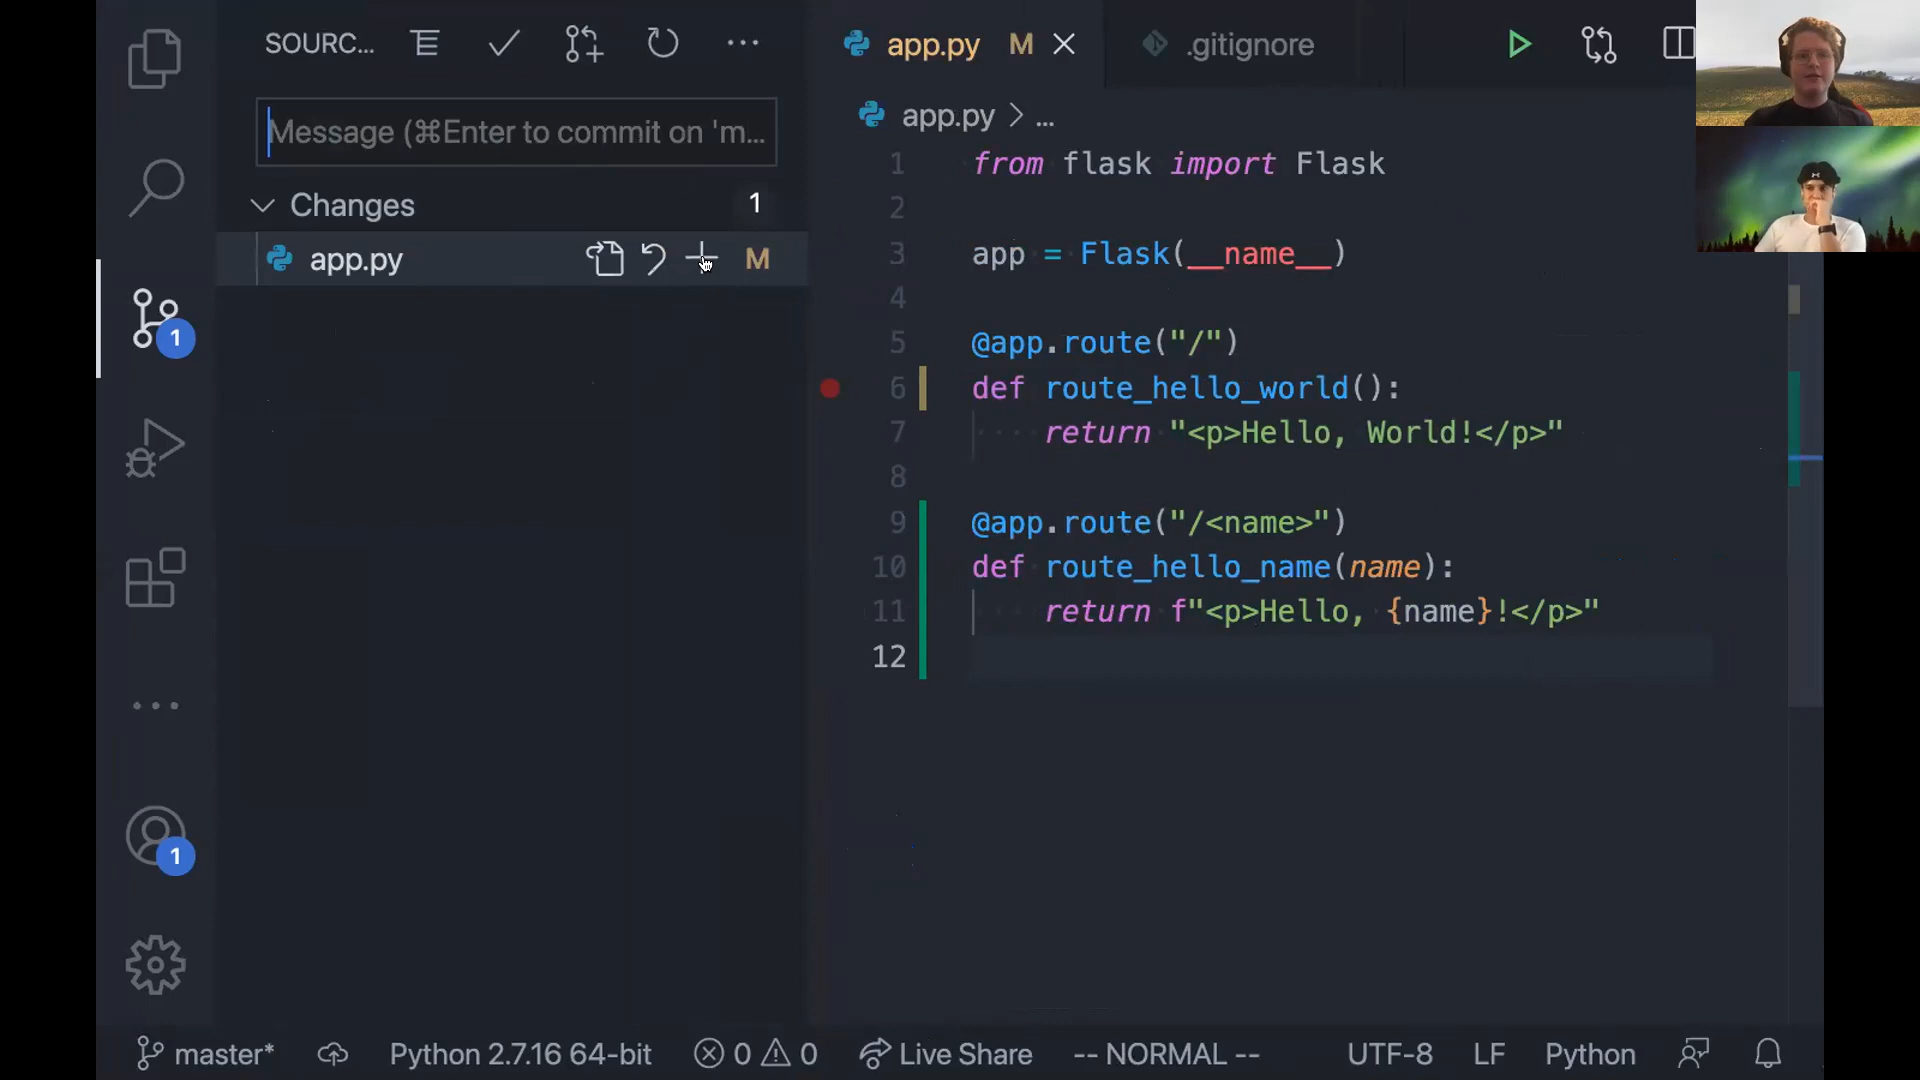 SOURC...
Message (⌘Enter to commit on 'm...
Changes 1
app.py M
1
1
master*
Python 2.7.16 64-bit
0
0
Live Share
-- NORMAL --
UTF-8
LF
Python
app.py M
.gitignore
app.py > ...
1 from flask import Flask
2
3 app = Flask(__name__)
4
5 @app.route("/")
6 def route_hello_world():
7 return "<p>Hello, World!</p>"
8
9 @app.route("/<name>")
10 def route_hello_name(name):
11 return f"<p>Hello, {name}!</p>"
12